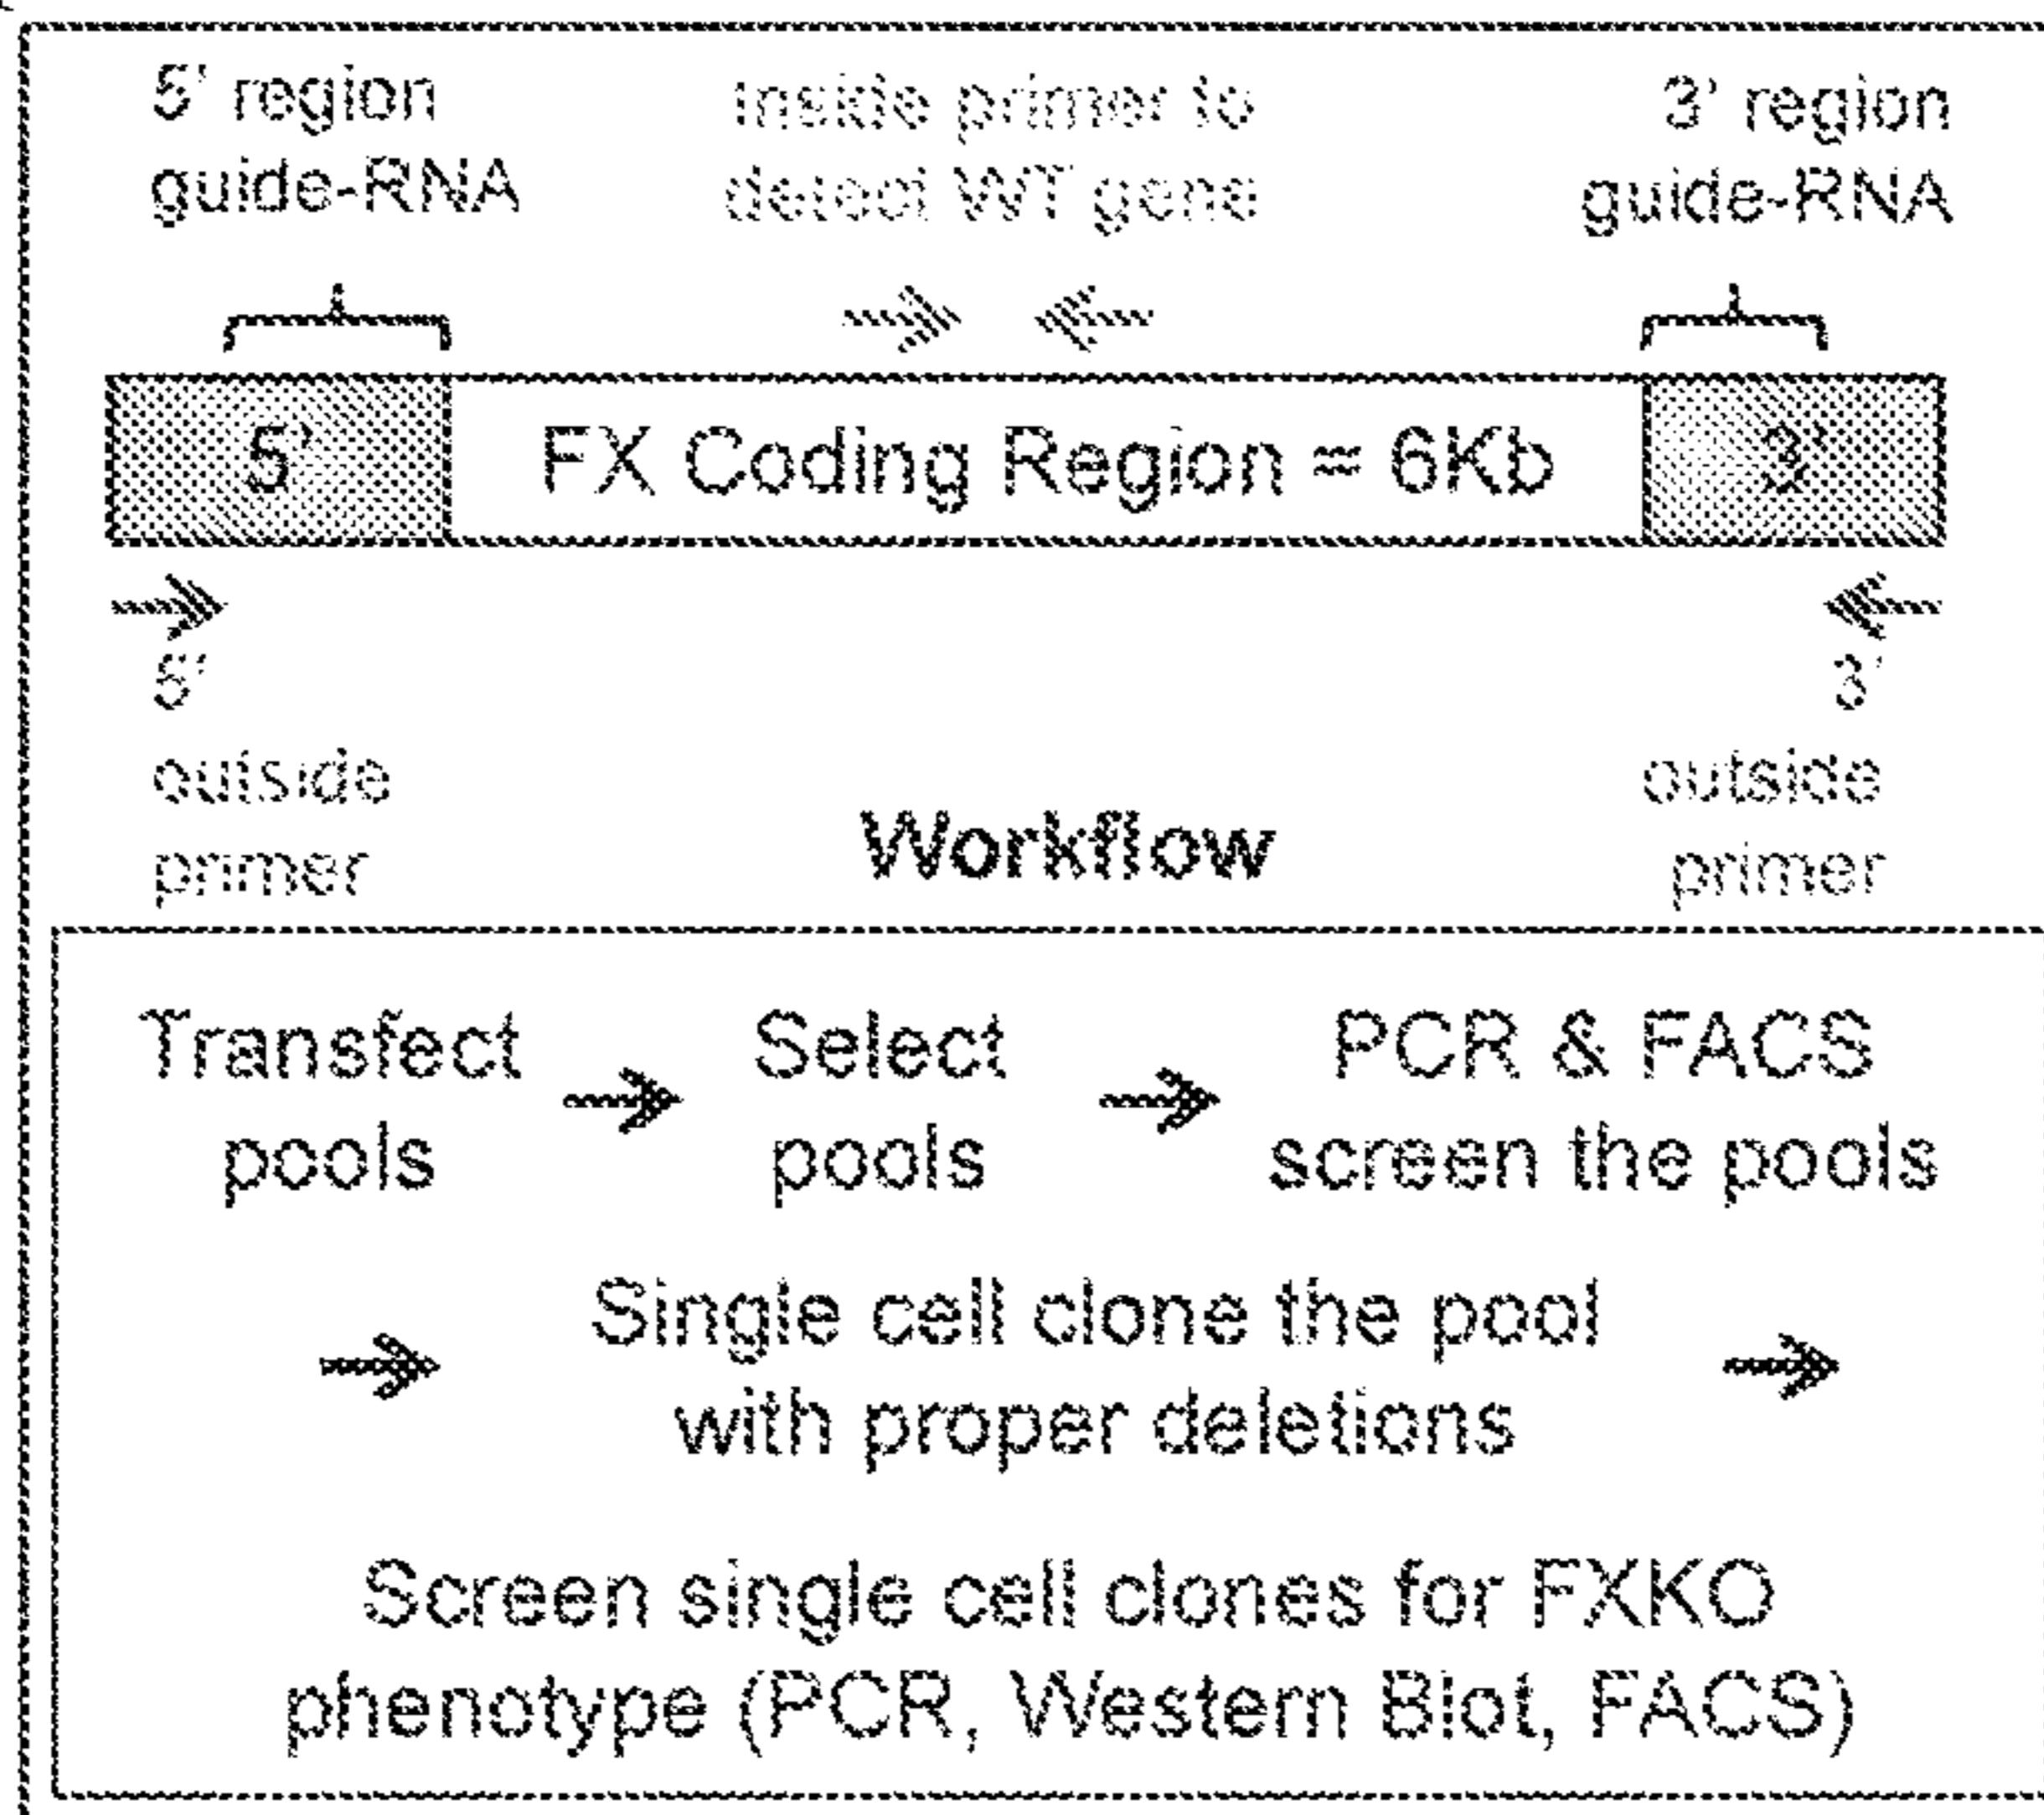 5' region
guide-RNA
Inside primer to
detect WT gene
3' region
guide-RNA
5'
FX Coding Region ≈ 6Kb
3'
5'
outside
primer
3'
outside
primer
Workflow
Transfect
pools
Select
pools
PCR & FACS
screen the pools
Single cell clone the pool
with proper deletions
Screen single cell clones for FXKO
phenotype (PCR, Western Blot, FACS)